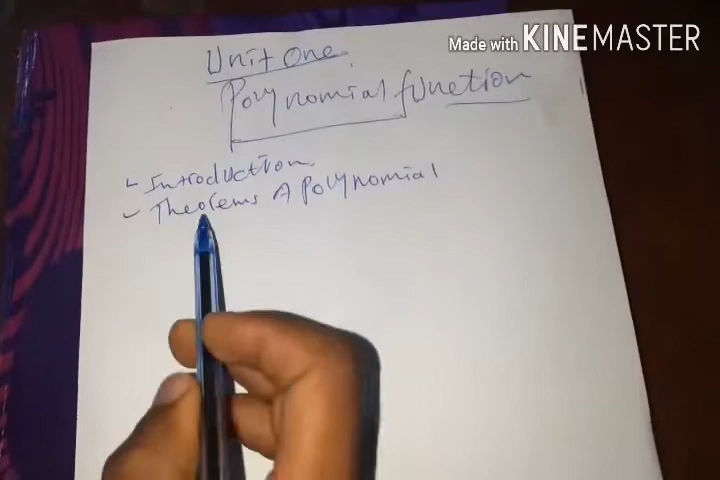 Made with KINEMASTER
Unit One
Polynomial function
Introduction
Theorems A Polynomial